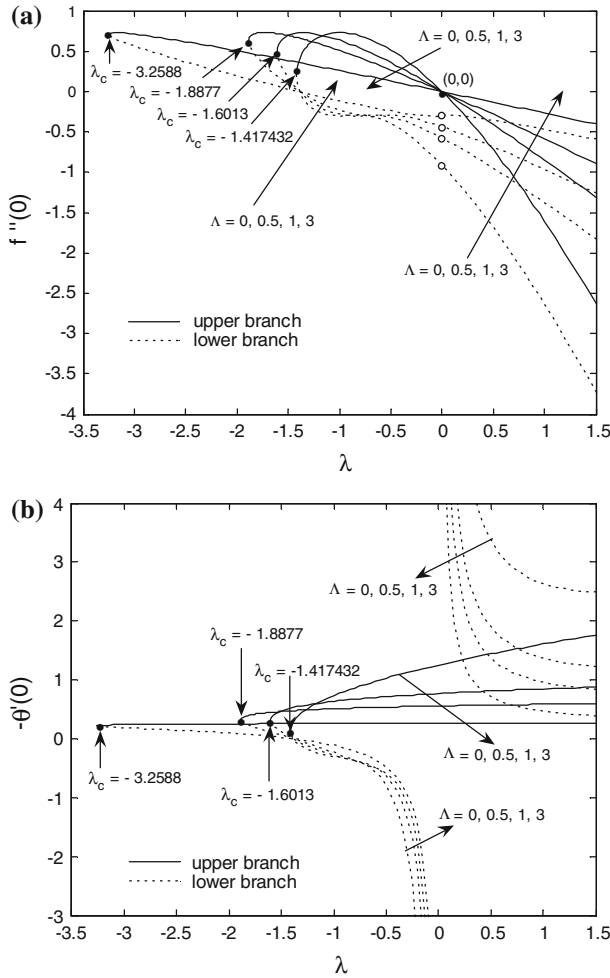 (a)
1
0.5
0
-0.5
-1
-1.5
-2
-2.5
-3
-3.5
-4
f ''(0)
λc = - 3.2588
λc = - 1.8877
λc = - 1.6013
λc = - 1.417432
Λ = 0, 0.5, 1, 3
(0,0)
Λ = 0, 0.5, 1, 3
Λ = 0, 0.5, 1, 3
upper branch
lower branch
-3.5 -3 -2.5 -2 -1.5 -1 -0.5 0 0.5 1 1.5
λ
(b)
4
3
2
1
0
-1
-2
-3
-θ'(0)
Λ = 0, 0.5, 1, 3
λc = - 1.8877
λc = -1.417432
Λ = 0, 0.5, 1, 3
λc = - 3.2588
λc = - 1.6013
Λ = 0, 0.5, 1, 3
upper branch
lower branch
-3.5 -3 -2.5 -2 -1.5 -1 -0.5 0 0.5 1 1.5
λ